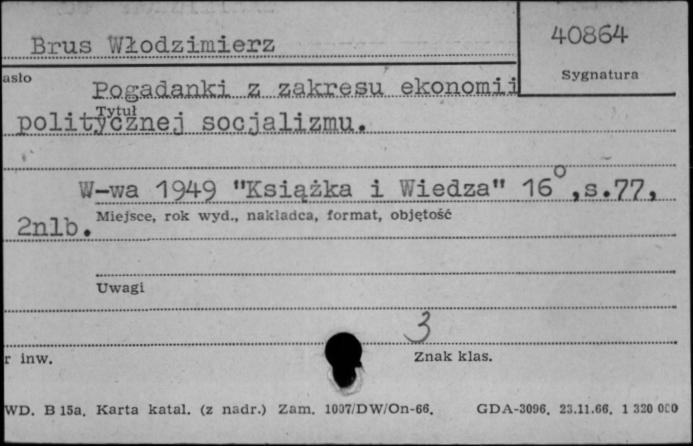 Brus Włodzimierz
40864
asło
Sygnatura
Pogadanki z zakresu ekonomii
Tytuł
politycznej socjalizmu.
W-wa 1949 "Książka i Wiedza" 16°,s.77,
Miejsce, rok wyd., nakładca, format, objętość
2nlb.
Uwagi
3
r inw.
Znak klas.
WD. B 15a. Karta katal. (z nadr.) Zam. 1007/DW/On-66. GDA-3096. 23.11.66. 1 320 000